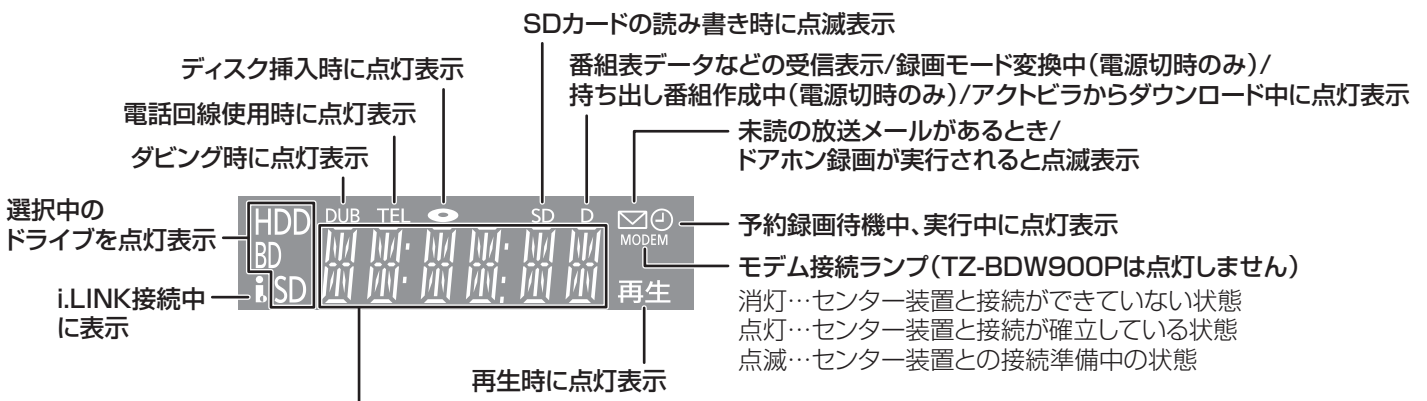 SDカードの読み書き時に点滅表示
ディスク挿入時に点灯表示
番組表データなどの受信表示/録画モード変換中（電源切時のみ）/
持ち出し番組作成中（電源切時のみ）/アクトビラからダウンロード中に点灯表示
電話回線使用時に点灯表示
未読の放送メールがあるとき/
ドアホン録画が実行されると点滅表示
ダビング時に点灯表示
選択中の
ドライブを点灯表示
HDD DUB TEL SD D
BD MODEM
i SD 再生
予約録画待機中、実行中に点灯表示
モデム接続ランプ（TZ-BDW900Pは点灯しません）
消灯…センター装置と接続ができていない状態
点灯…センター装置と接続が確立している状態
点滅…センター装置との接続準備中の状態
i.LINK接続中
に表示
再生時に点灯表示